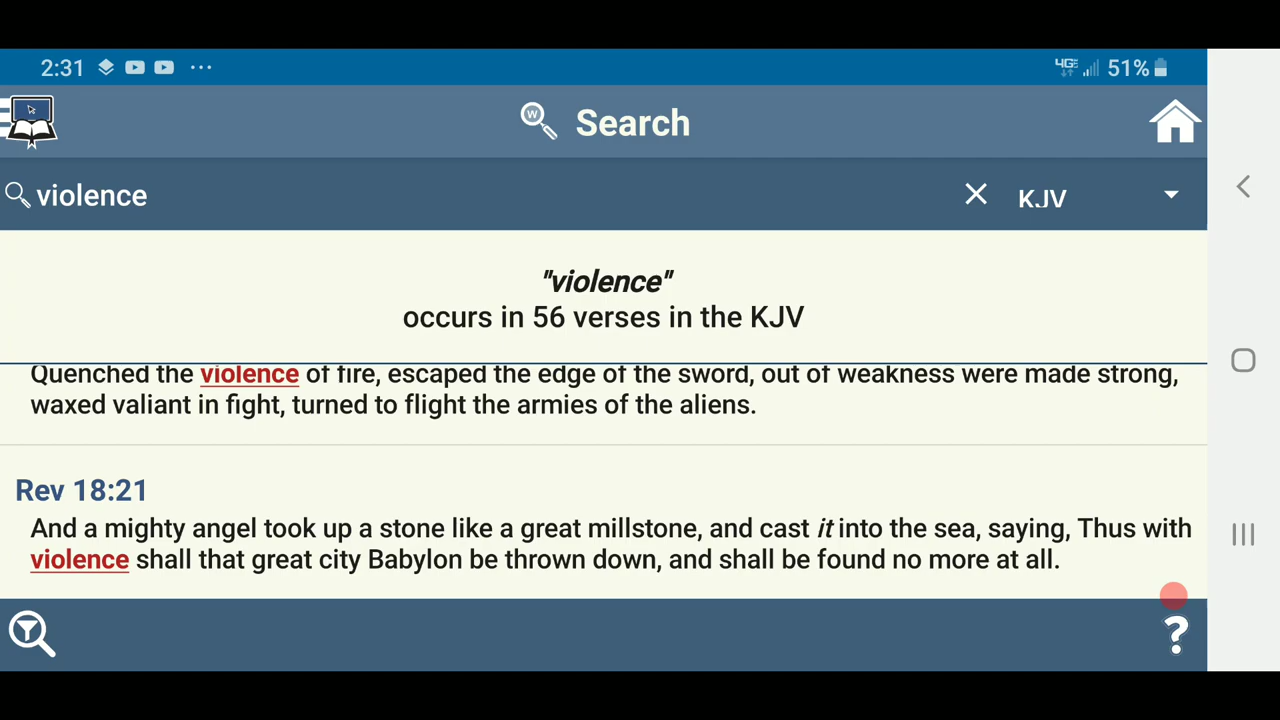 2:31 ... 4GE 51%
W Search
violence KJV
"violence"
occurs in 56 verses in the KJV
Quenched the violence of fire, escaped the edge of the sword, out of weakness were made strong,
waxed valiant in fight, turned to flight the armies of the aliens.
Rev 18:21
And a mighty angel took up a stone like a great millstone, and cast it into the sea, saying, Thus with
violence shall that great city Babylon be thrown down, and shall be found no more at all.
?